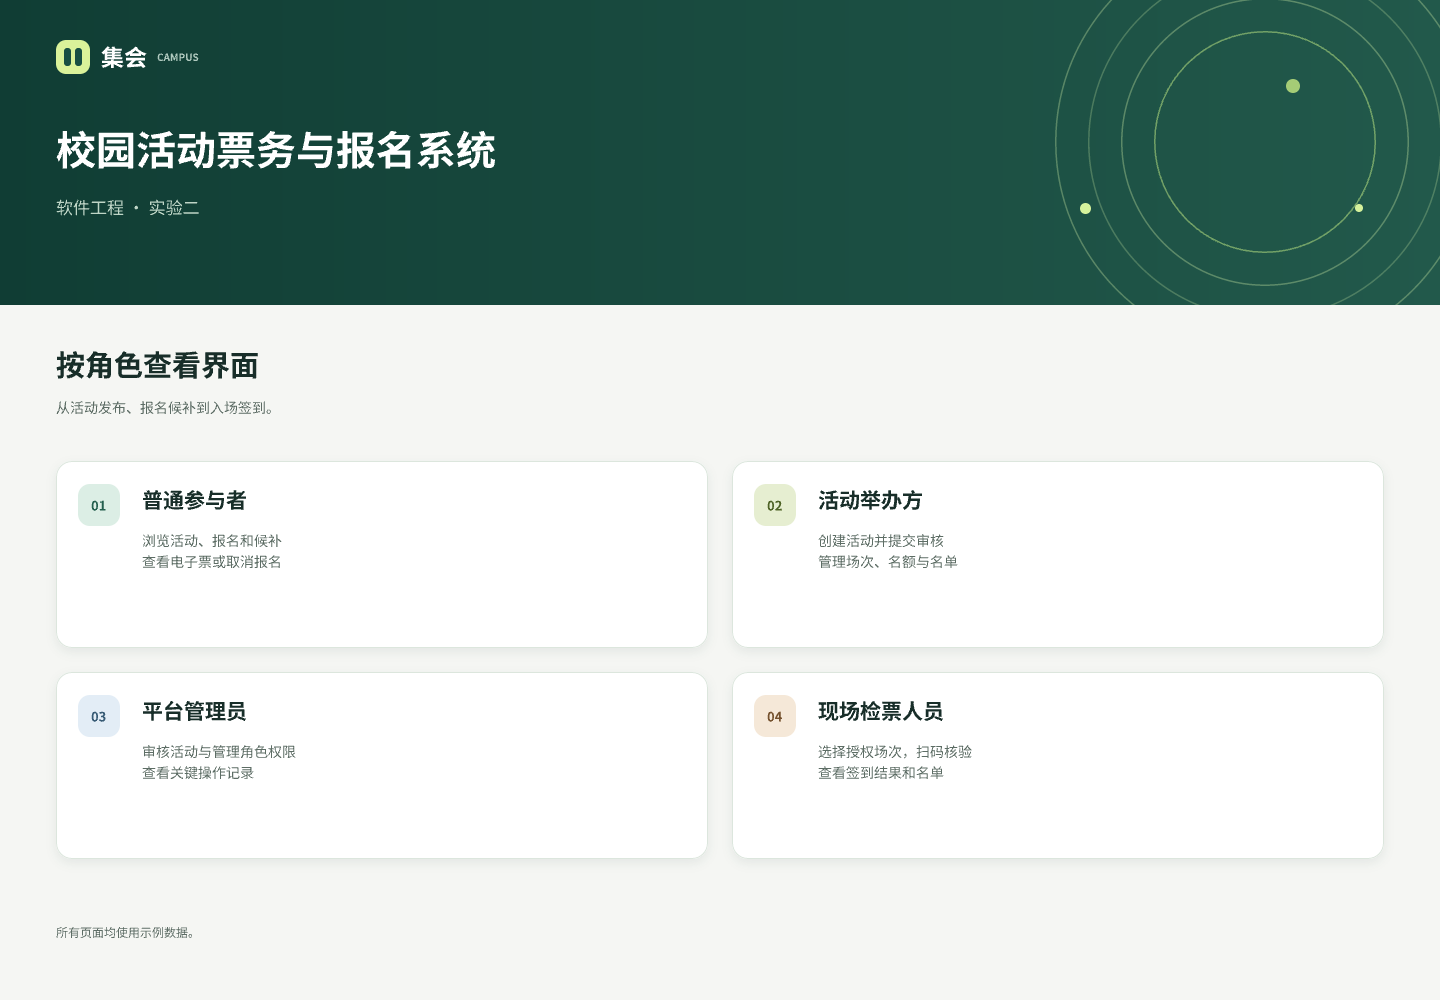 集会 CAMPUS
校园活动票务与报名系统
软件工程 · 实验二
按角色查看界面
从活动发布、报名候补到入场签到。
01
普通参与者
浏览活动、报名和候补
查看电子票或取消报名
02
活动举办方
创建活动并提交审核
管理场次、名额与名单
03
平台管理员
审核活动与管理角色权限
查看关键操作记录
04
现场检票人员
选择授权场次，扫码核验
查看签到结果和名单
所有页面均使用示例数据。